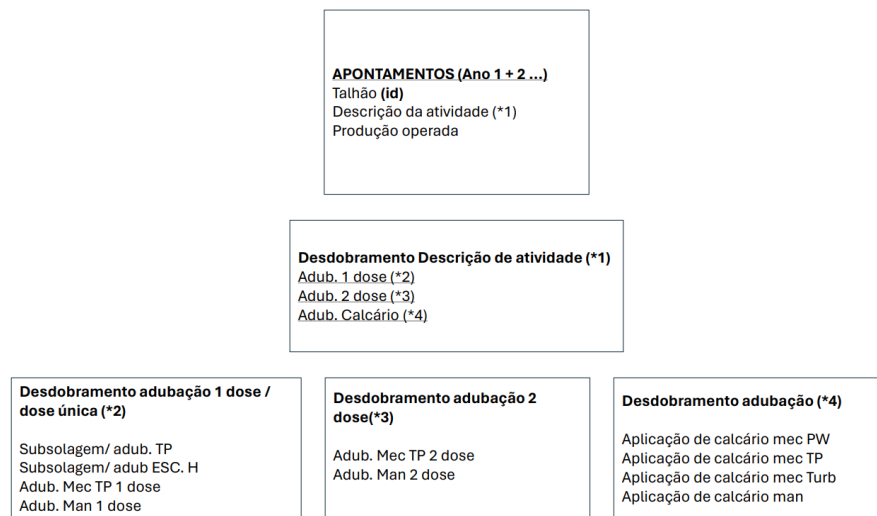 APONTAMENTOS (Ano 1 + 2 ...)
Talhão (id)
Descrição da atividade (*1)
Produção operada
Desdobramento Descrição de atividade (*1)
Adub. 1 dose (*2)
Adub. 2 dose (*3)
Adub. Calcário (*4)
Desdobramento adubação 1 dose /
dose única (*2)
Subsolagem/ adub. TP
Subsolagem/ adub ESC. H
Adub. Mec TP 1 dose
Adub. Man 1 dose
Desdobramento adubação 2
dose(*3)
Adub. Mec TP 2 dose
Adub. Man 2 dose
Desdobramento adubação (*4)
Aplicação de calcário mec PW
Aplicação de calcário mec TP
Aplicação de calcário mec Turb
Aplicação de calcário man